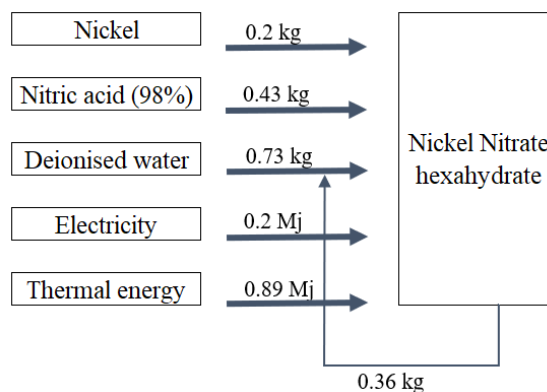 Nickel
0.2 kg
Nitric acid (98%)
0.43 kg
Deionised water
0.73 kg
Electricity
0.2 Mj
Thermal energy
0.89 Mj
Nickel Nitrate
hexahydrate
0.36 kg